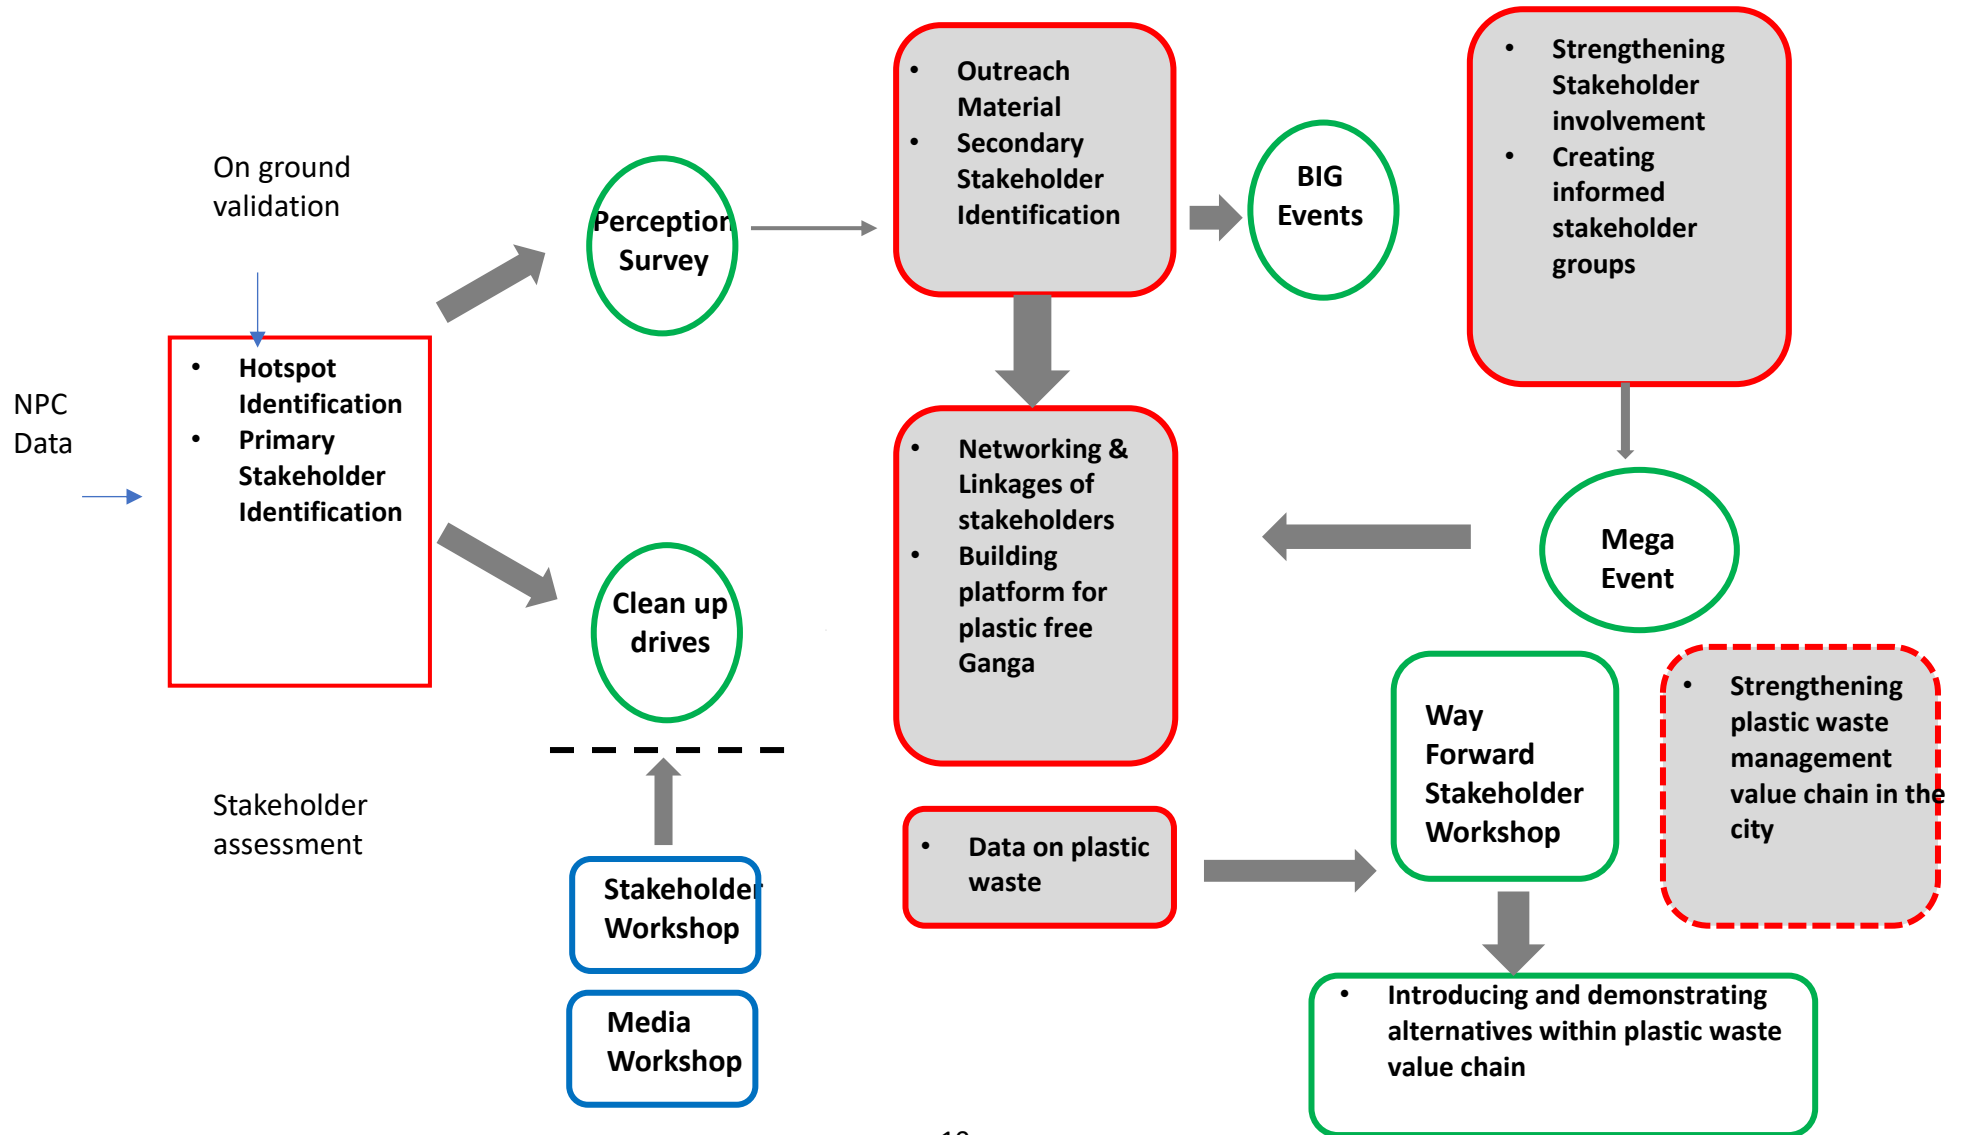 On ground
validation
NPC
Data
• Hotspot
Identification
• Primary
Stakeholder
Identification
Perception
Survey
Clean up
drives
Stakeholder
assessment
Stakeholder
Workshop
Media
Workshop
• Outreach
Material
• Secondary
Stakeholder
Identification
BIG
Events
• Strengthening
Stakeholder
involvement
• Creating
informed
stakeholder
groups
• Networking &
Linkages of
stakeholders
• Building
platform for
plastic free
Ganga
Mega
Event
• Data on plastic
waste
Way
Forward
Stakeholder
Workshop
• Strengthening
plastic waste
management
value chain in the
city
• Introducing and demonstrating
alternatives within plastic waste
value chain